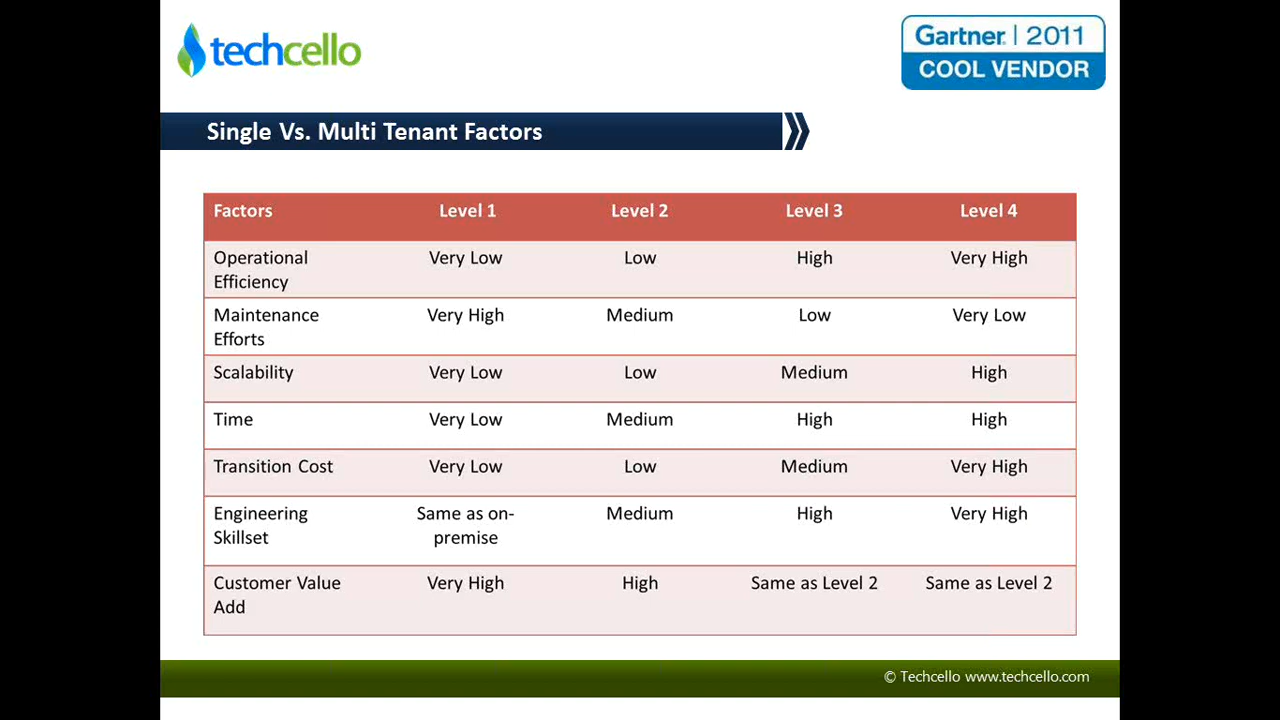 techcello
Gartner | 2011
COOL VENDOR
Single Vs. Multi Tenant Factors
Factors Level 1 Level 2 Level 3 Level 4
Operational Efficiency Very Low Low High Very High
Maintenance Efforts Very High Medium Low Very Low
Scalability Very Low Low Medium High
Time Very Low Medium High High
Transition Cost Very Low Low Medium Very High
Engineering Skillset Same as on-premise Medium High Very High
Customer Value Add Very High High Same as Level 2 Same as Level 2
© Techcello www.techcello.com